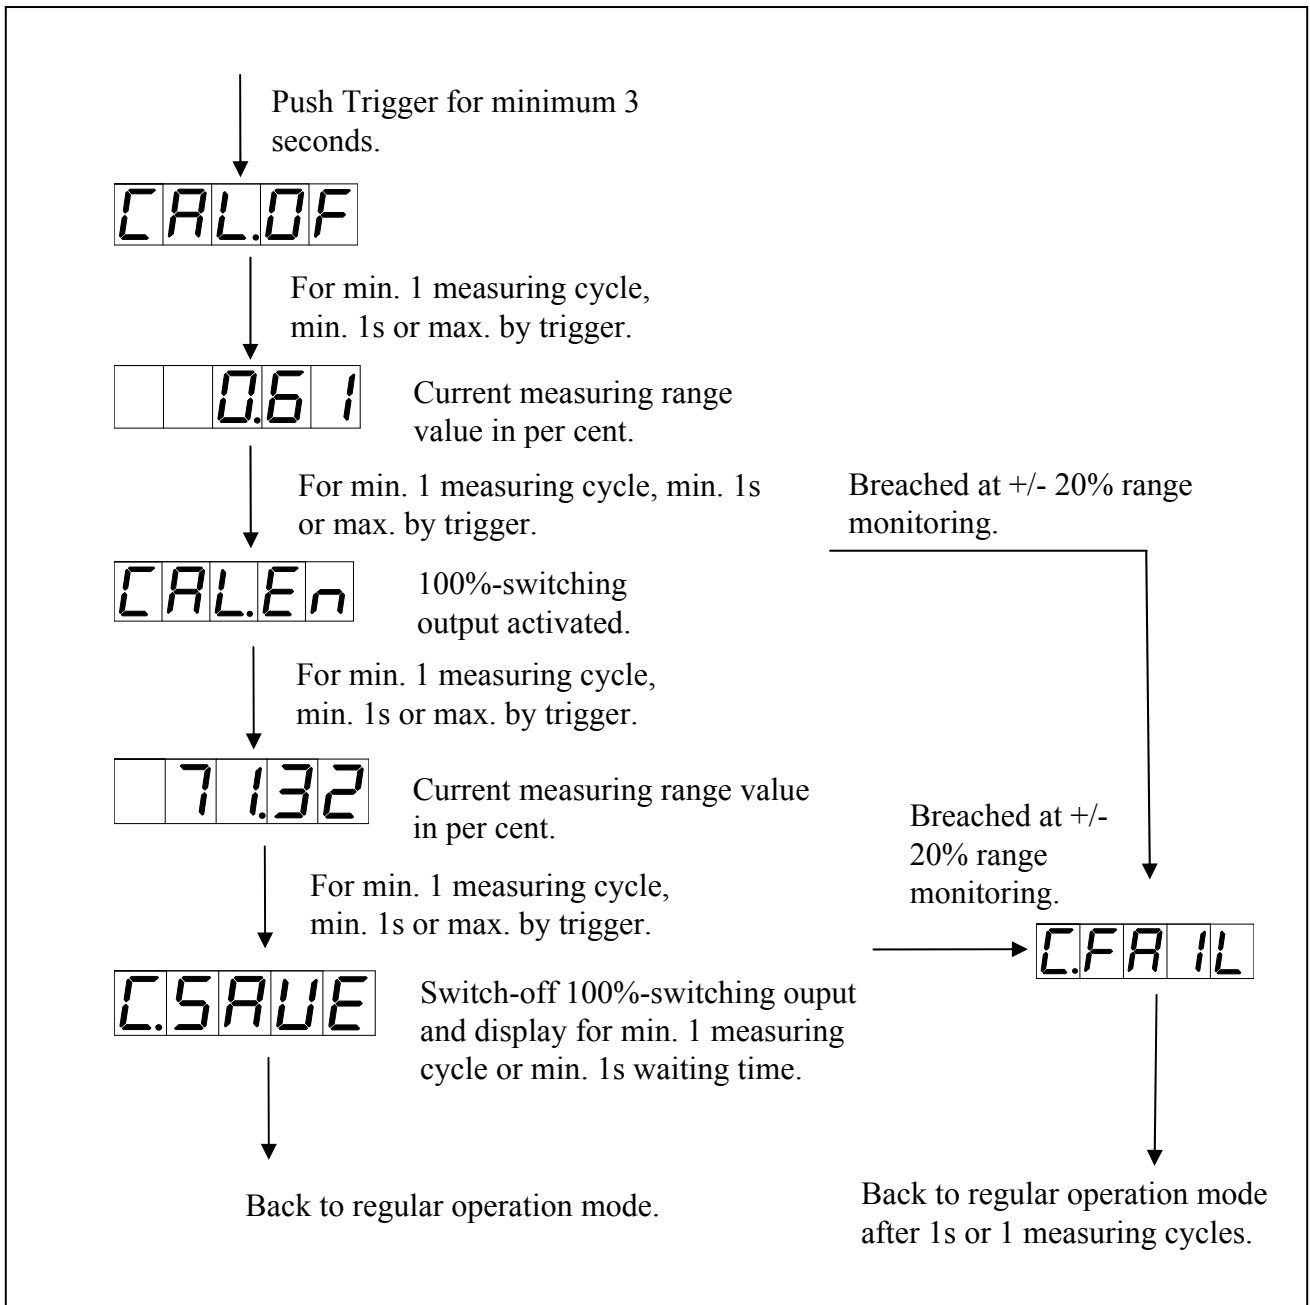 Push Trigger for minimum 3
seconds.
CAL.OF
For min. 1 measuring cycle,
min. 1s or max. by trigger.
0.61
Current measuring range
value in per cent.
For min. 1 measuring cycle, min. 1s
or max. by trigger.
Breached at +/- 20% range
monitoring.
CAL.En
100%-switching
output activated.
For min. 1 measuring cycle,
min. 1s or max. by trigger.
71.32
Current measuring range value
in per cent.
Breached at +/-
20% range
monitoring.
For min. 1 measuring cycle,
min. 1s or max. by trigger.
C.FAIL
C.SAVE
Switch-off 100%-switching ouput
and display for min. 1 measuring
cycle or min. 1s waiting time.
Back to regular operation mode.
Back to regular operation mode
after 1s or 1 measuring cycles.